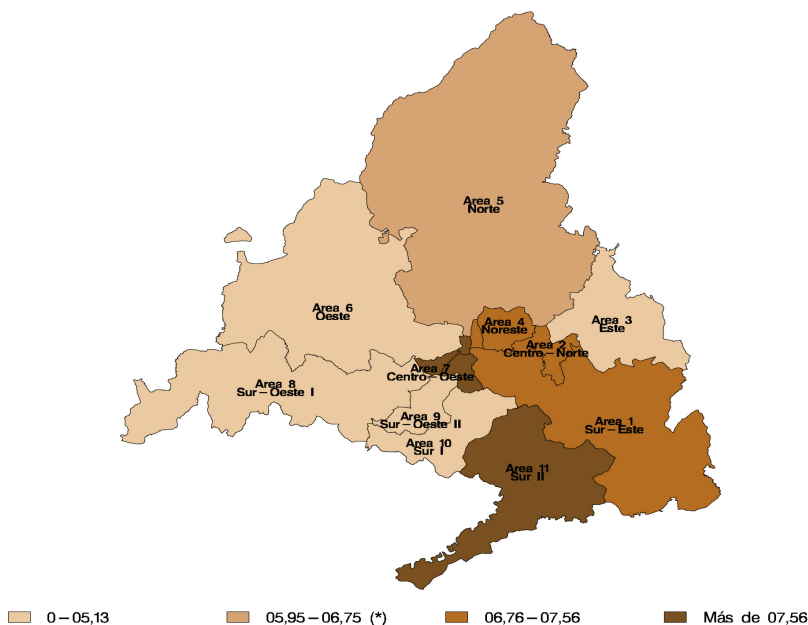 Area 5
Norte
Area 6
Oeste
Area 4
Noreste
Area 3
Este
Area 2
Centro-Norte
Area 7
Centro-Oeste
Area 8
Sur-Oeste I
Area 9
Sur-Oeste II
Area 1
Sur-Este
Area 10
Sur I
Area 11
Sur II
0-05,13
05,95-06,75 (*)
06,76-07,56
Más de 07,56